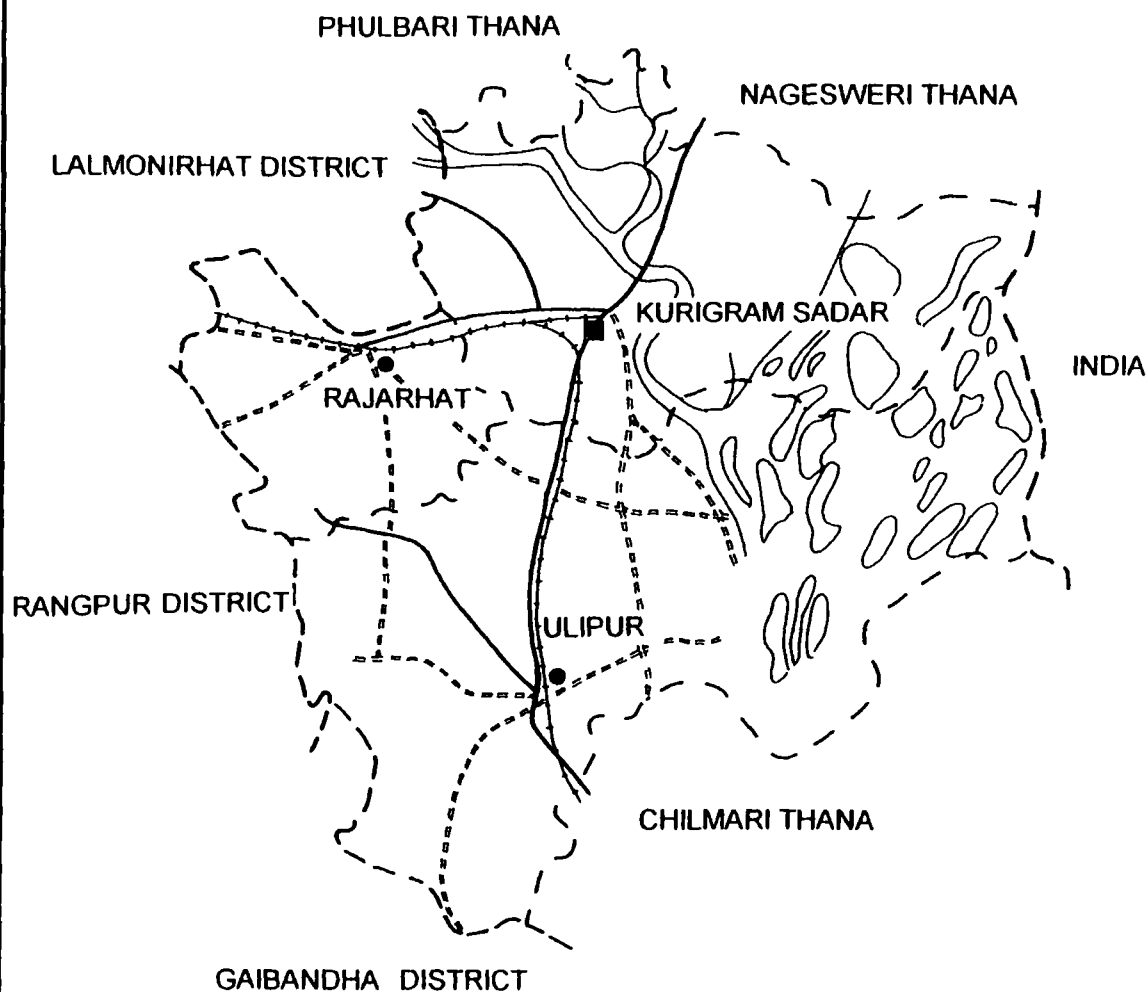 PHULBARI THANA
NAGESWERI THANA
LALMONIRHAT DISTRICT
KURIGRAM SADAR
INDIA
RAJARHAT
RANGPUR DISTRICT
ULIPUR
CHILMARI THANA
GAIBANDHA DISTRICT